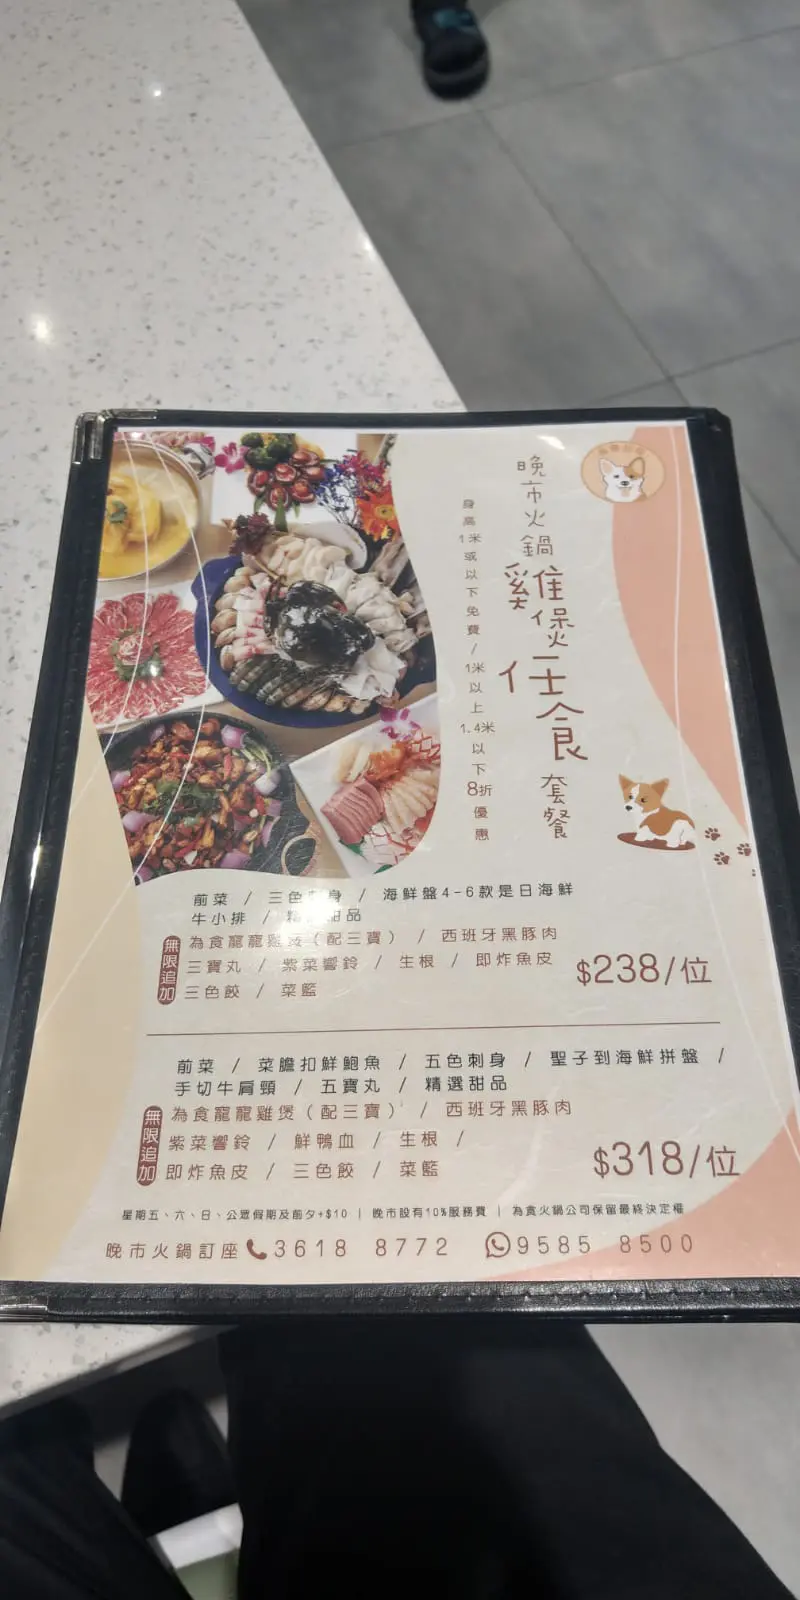 晚市火鍋
雞煲任食套餐
身高1米或以下免費/1米以上1.4米以下8折優惠
前菜 / 三色刺身 / 海鮮盤4-6款是日海鮮
牛小排 / 甜品
無限追加
為食寵寵雞煲(配三寶) / 西班牙黑豚肉
三寶丸 / 紫菜響鈴 / 生根 / 即炸魚皮
三色餃 / 菜籃
$238/位
前菜 / 菜膽扣鮮鮑魚 / 五色刺身 / 聖子到海鮮拼盤 /
手切牛肩頸 / 五寶丸 / 精選甜品
無限追加
為食寵寵雞煲(配三寶) / 西班牙黑豚肉
紫菜響鈴 / 鮮鴨血 / 生根 /
即炸魚皮 / 三色餃 / 菜籃
$318/位
星期五、六、日、公眾假期及前夕+$10 | 晚市設有10%服務費 | 為食火鍋公司保留最終決定權
晚市火鍋訂座 3618 8772 9585 8500